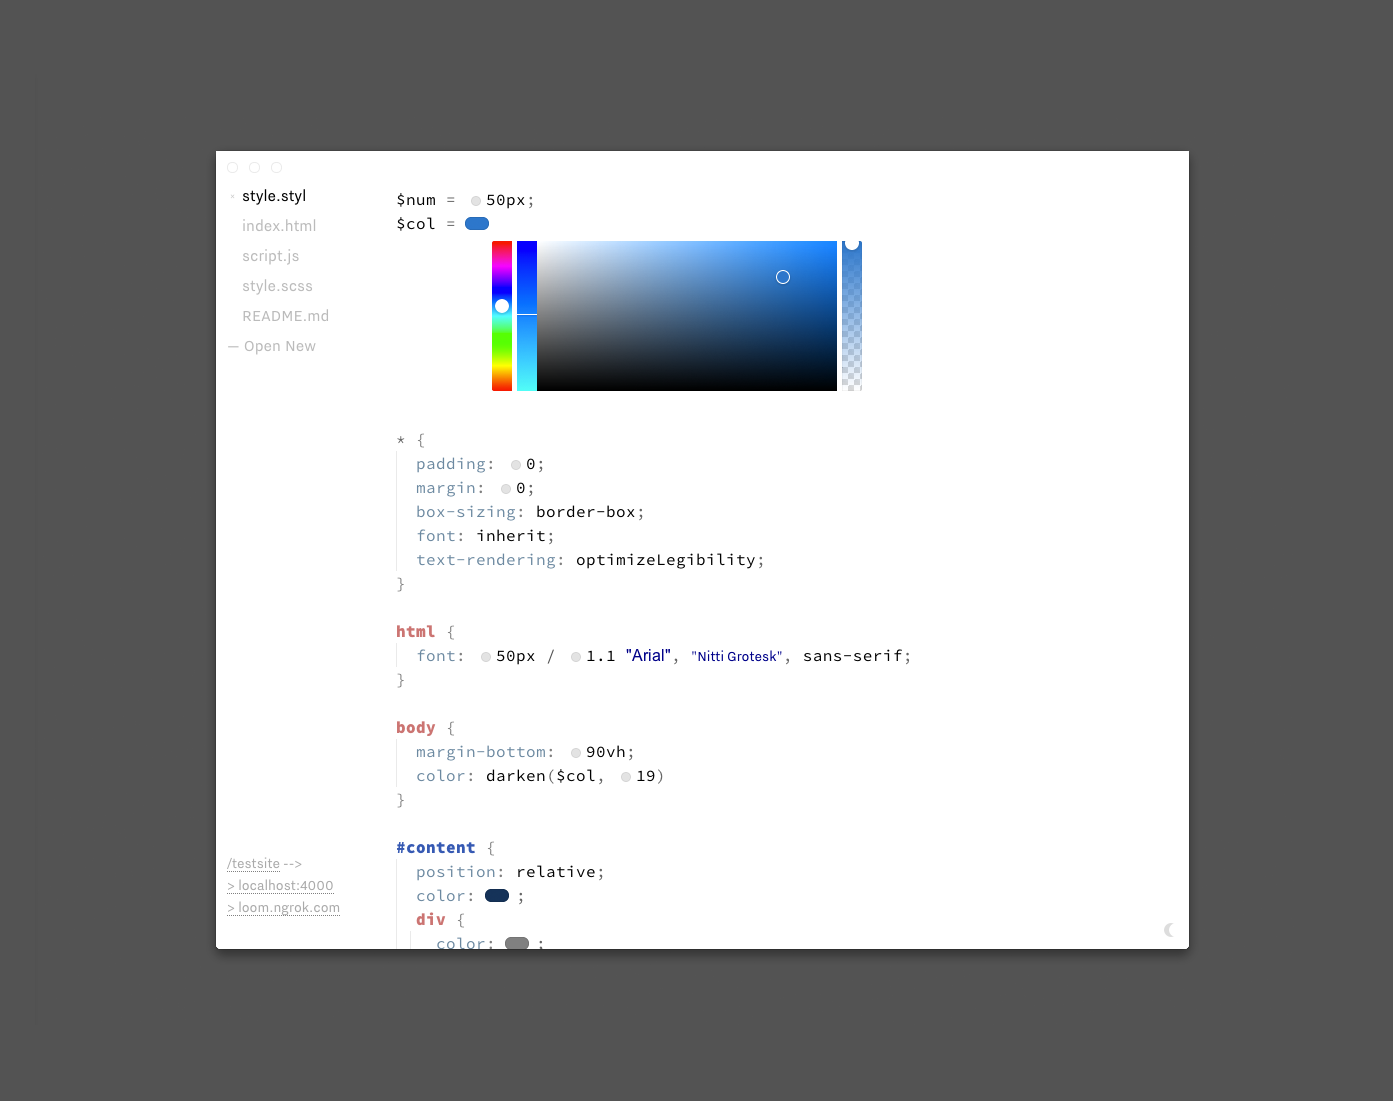 style.styl
index.html
script.js
style.scss
README.md
— Open New
/testsite -->
> localhost:4000
> loom.ngrok.com
$num = 50px;
$col =
* {
padding: 0;
margin: 0;
box-sizing: border-box;
font: inherit;
text-rendering: optimizeLegibility;
}
html {
font: 50px / 1.1 "Arial", "Nitti Grotesk", sans-serif;
}
body {
margin-bottom: 90vh;
color: darken($col, 19)
}
#content {
position: relative;
color: ;
div {
color: ;